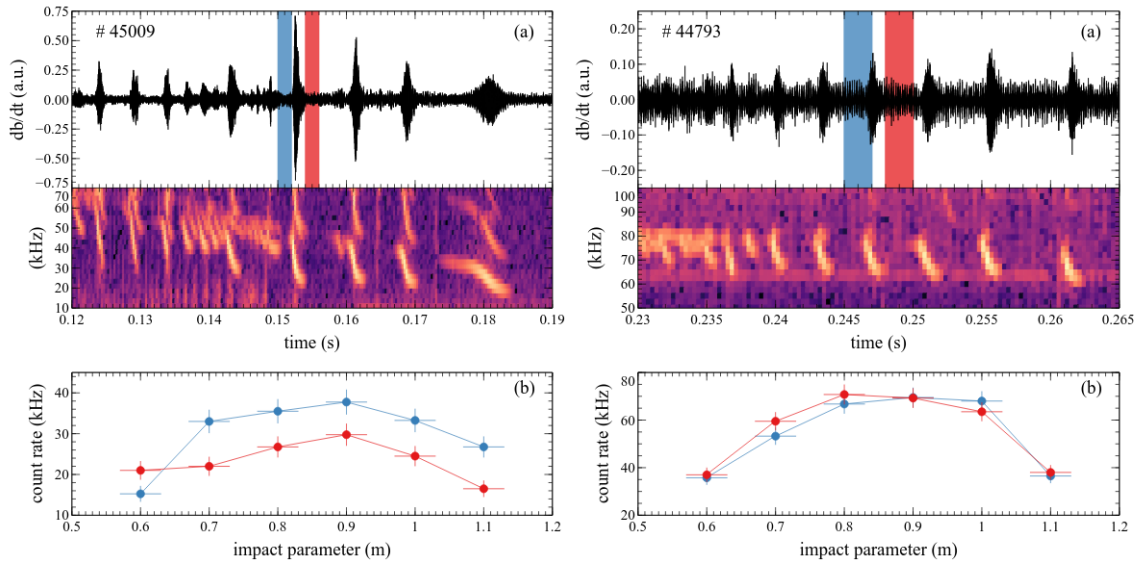 # 45009
(a)
db/dt (a.u.)
0.75
0.50
0.25
0.00
−0.25
−0.50
−0.75
(kHz)
70
60
50
40
30
20
10
0.12 0.13 0.14 0.15 0.16 0.17 0.18 0.19
time (s)
(b)
count rate (kHz)
40
30
20
10
0.5 0.6 0.7 0.8 0.9 1 1.1 1.2
impact parameter (m)
# 44793
(a)
db/dt (a.u.)
0.20
0.10
0.00
−0.10
−0.20
(kHz)
100
90
80
70
60
50
0.23 0.235 0.24 0.245 0.25 0.255 0.26 0.265
time (s)
(b)
count rate (kHz)
80
60
40
20
0.5 0.6 0.7 0.8 0.9 1 1.1 1.2
impact parameter (m)